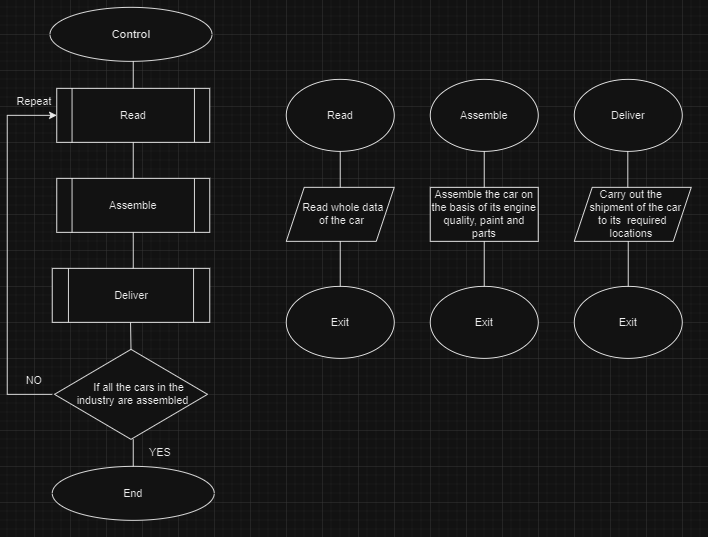 Control
Repeat
Read
Assemble
Deliver
NO
If all the cars in the
industry are assembled
YES
End
Read
Read whole data
of the car
Exit
Assemble
Assemble the car on
the basis of its engine
quality, paint and
parts
Exit
Deliver
Carry out the
shipment of the car
to its required
locations
Exit